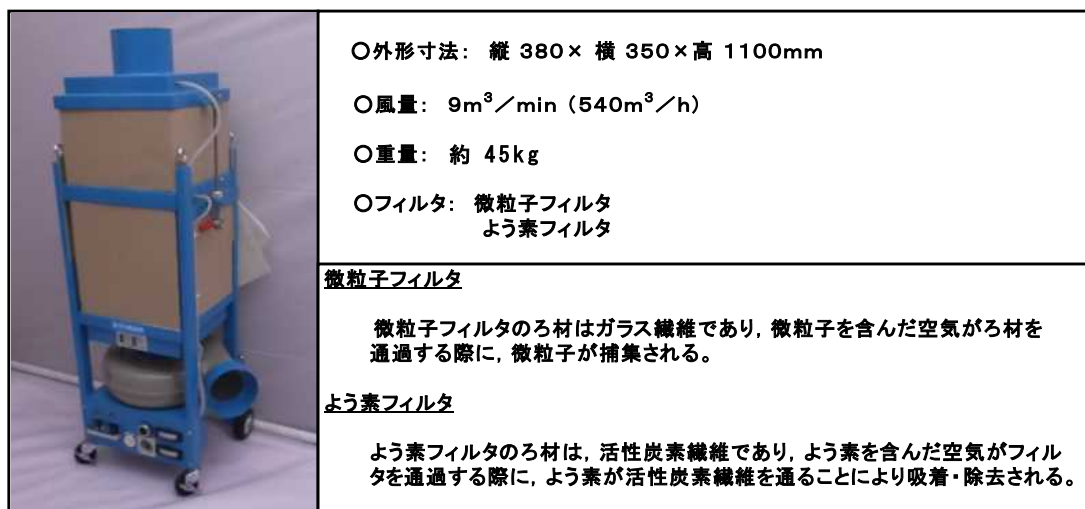 ○外形寸法： 縦 380× 横 350×高 1100mm
○風量： 9m³／min（540m³／h）
○重量： 約 45kg
○フィルタ： 微粒子フィルタ
よう素フィルタ
微粒子フィルタ
微粒子フィルタのろ材はガラス繊維であり，微粒子を含んだ空気がろ材を
通過する際に，微粒子が捕集される。
よう素フィルタ
よう素フィルタのろ材は，活性炭素繊維であり，よう素を含んだ空気がフィル
タを通過する際に，よう素が活性炭素繊維を通ることにより吸着・除去される。